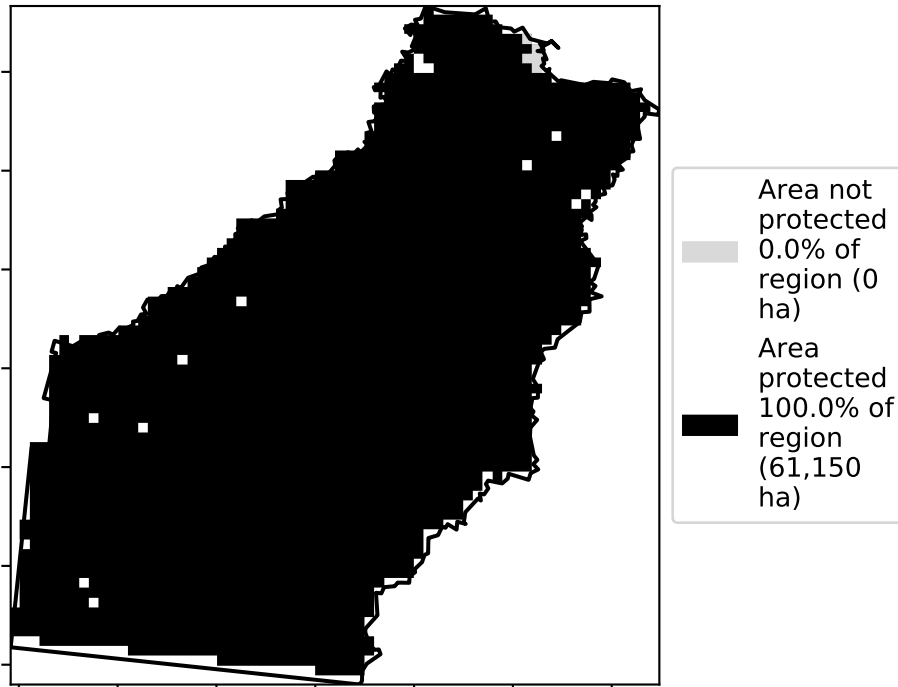 Area not
protected
0.0% of
region (0
ha)
Area
protected
100.0% of
region
(61,150
ha)